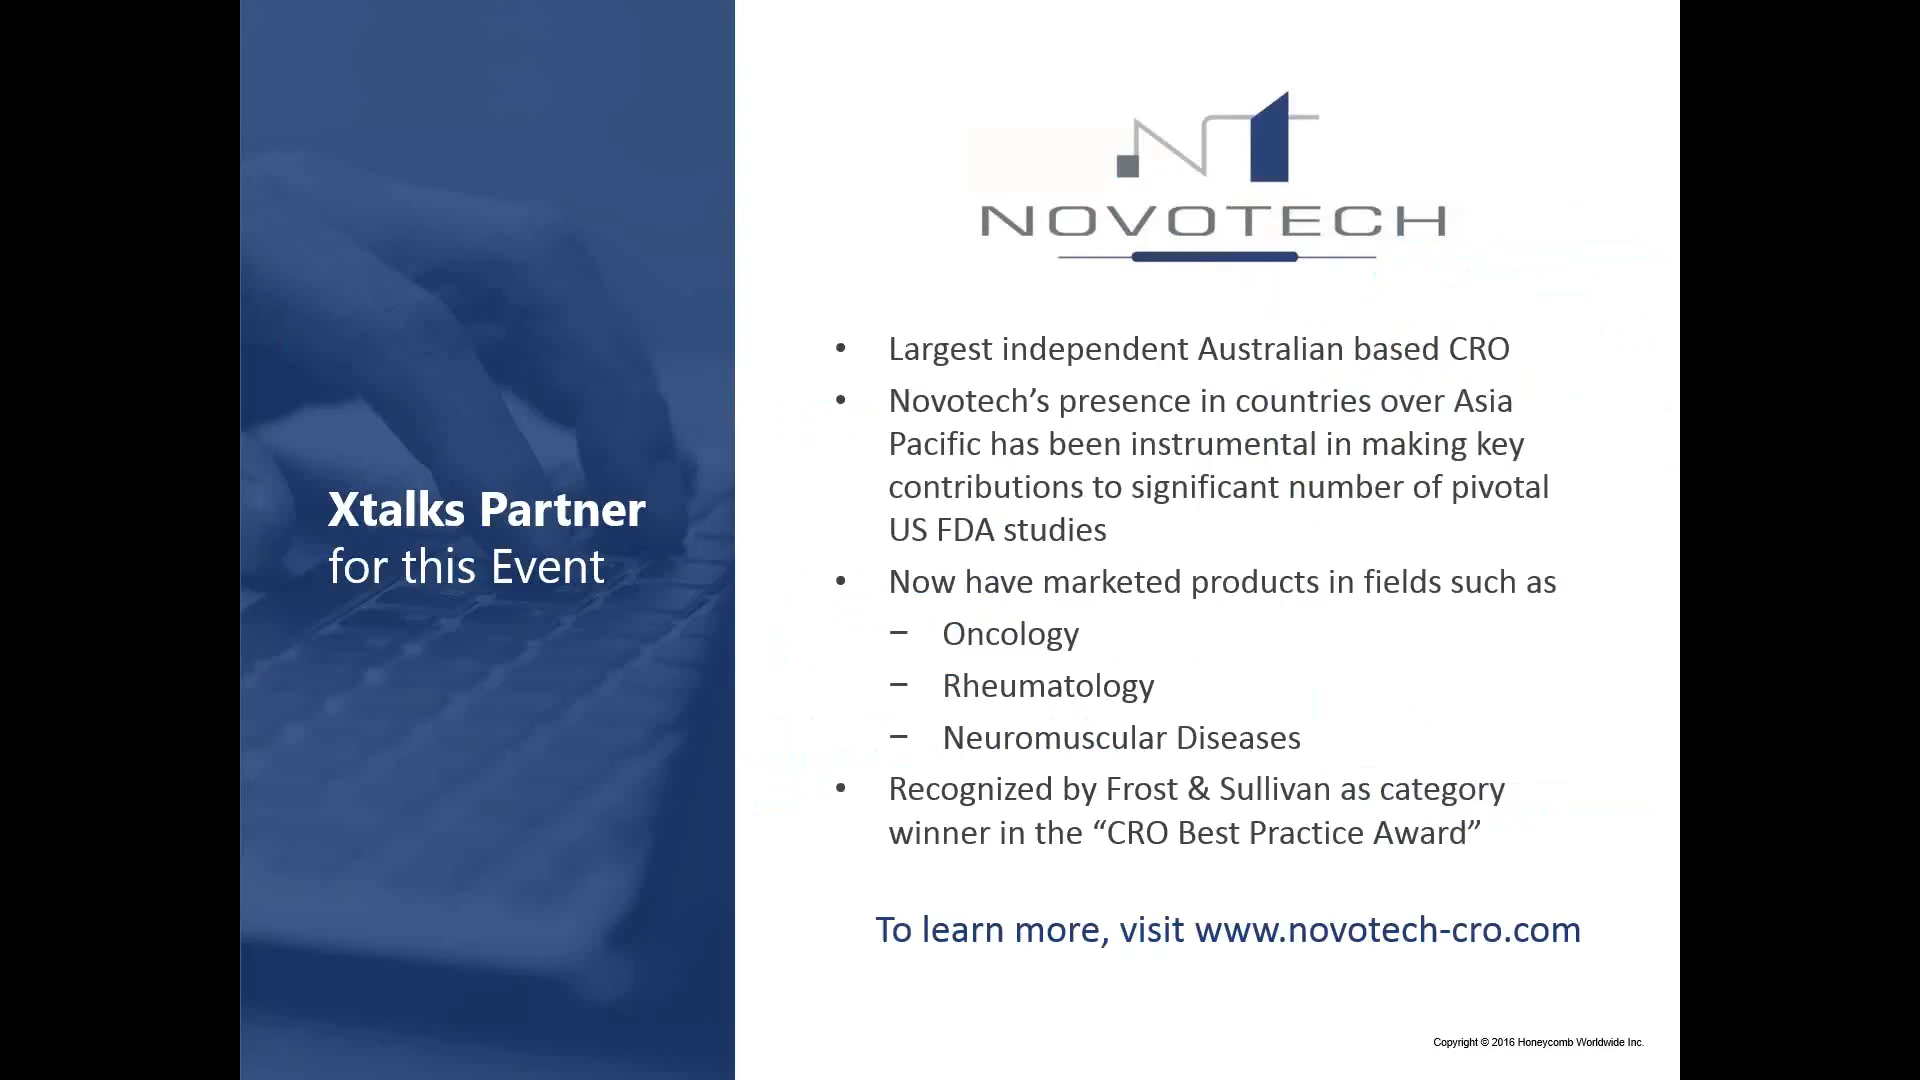 Xtalks Partner
for this Event
NOVOTECH
• Largest independent Australian based CRO
• Novotech’s presence in countries over Asia
Pacific has been instrumental in making key
contributions to significant number of pivotal
US FDA studies
• Now have marketed products in fields such as
– Oncology
– Rheumatology
– Neuromuscular Diseases
• Recognized by Frost & Sullivan as category
winner in the “CRO Best Practice Award”
To learn more, visit www.novotech-cro.com
Copyright © 2016 Honeycomb Worldwide Inc.